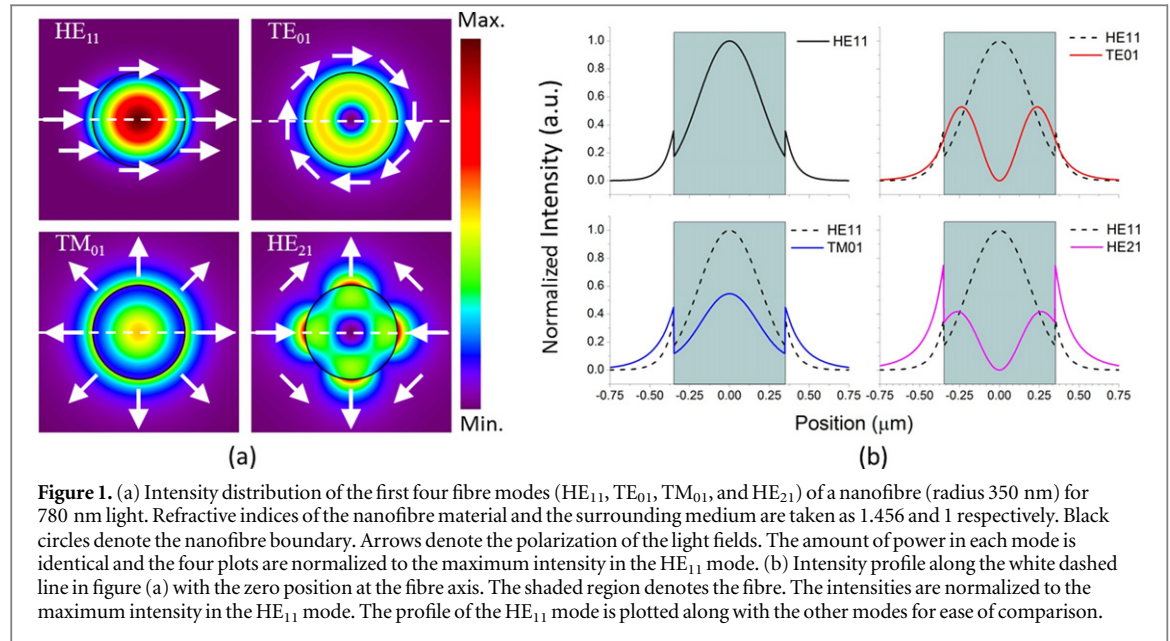 HE₁₁
TE₀₁
Max.
TM₀₁
HE₂₁
Min.
(a)
Normalized Intensity (a.u.)
1.0
0.8
0.6
0.4
0.2
0.0
HE11
HE11
TE01
1.0
0.8
0.6
0.4
0.2
0.0
HE11
TM01
HE11
HE21
-0.75 -0.50 -0.25 0.00 0.25 0.50 -0.75 -0.50 -0.25 0.00 0.25 0.50 0.75
Position (μm)
(b)
Figure 1. (a) Intensity distribution of the first four fibre modes (HE₁₁, TE₀₁, TM₀₁, and HE₂₁) of a nanofibre (radius 350 nm) for
780 nm light. Refractive indices of the nanofibre material and the surrounding medium are taken as 1.456 and 1 respectively. Black
circles denote the nanofibre boundary. Arrows denote the polarization of the light fields. The amount of power in each mode is
identical and the four plots are normalized to the maximum intensity in the HE₁₁ mode. (b) Intensity profile along the white dashed
line in figure (a) with the zero position at the fibre axis. The shaded region denotes the fibre. The intensities are normalized to the
maximum intensity in the HE₁₁ mode. The profile of the HE₁₁ mode is plotted along with the other modes for ease of comparison.